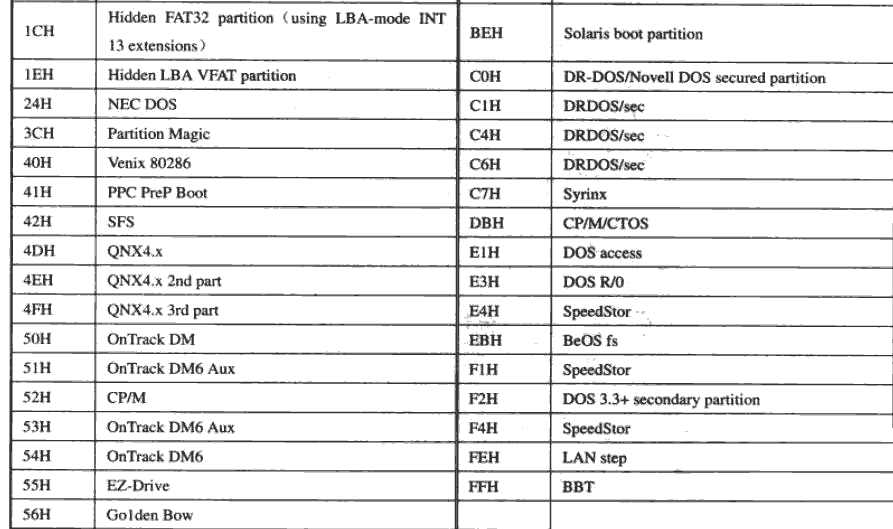 1CH Hidden FAT32 partition（using LBA-mode INT
13 extensions） BEH Solaris boot partition
1EH Hidden LBA VFAT partition C0H DR-DOS/Novell DOS secured partition
24H NEC DOS C1H DRDOS/sec
3CH Partition Magic C4H DRDOS/sec
40H Venix 80286 C6H DRDOS/sec
41H PPC PreP Boot C7H Syrinx
42H SFS DBH CP/M/CTOS
4DH QNX4.x E1H DOS access
4EH QNX4.x 2nd part E3H DOS R/0
4FH QNX4.x 3rd part E4H SpeedStor
50H OnTrack DM EBH BeOS fs
51H OnTrack DM6 Aux F1H SpeedStor
52H CP/M F2H DOS 3.3+ secondary partition
53H OnTrack DM6 Aux F4H SpeedStor
54H OnTrack DM6 FEH LAN step
55H EZ-Drive FFH BBT
56H Golden Bow